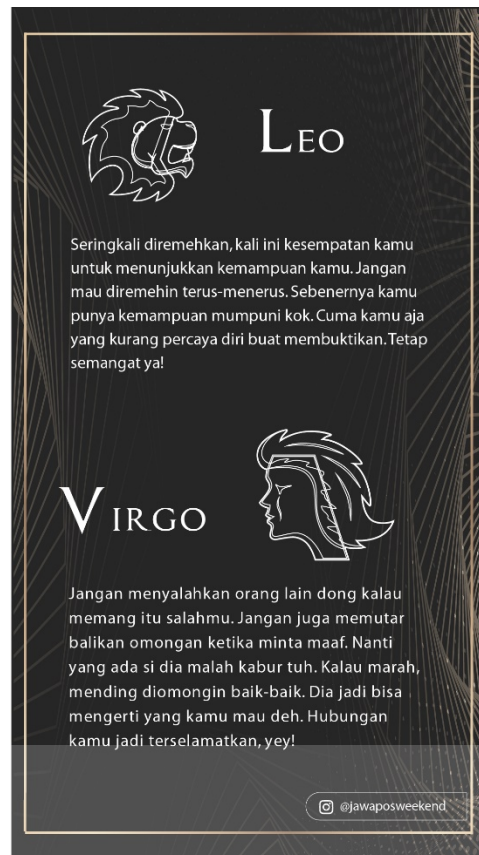 LEO
Seringkali diremehkan, kali ini kesempatan kamu
untuk menunjukkan kemampuan kamu. Jangan
mau diremehin terus-menerus. Sebenernya kamu
punya kemampuan mumpuni kok. Cuma kamu aja
yang kurang percaya diri buat membuktikan. Tetap
semangat ya!
VIRGO
Jangan menyalahkan orang lain dong kalau
memang itu salahmu. Jangan juga memutar
balikan omongan ketika minta maaf. Nanti
yang ada si dia malah kabur tuh. Kalau marah,
mending diomongin baik-baik. Dia jadi bisa
mengerti yang kamu mau deh. Hubungan
kamu jadi terselamatkan, yey!
@jawaposweekend